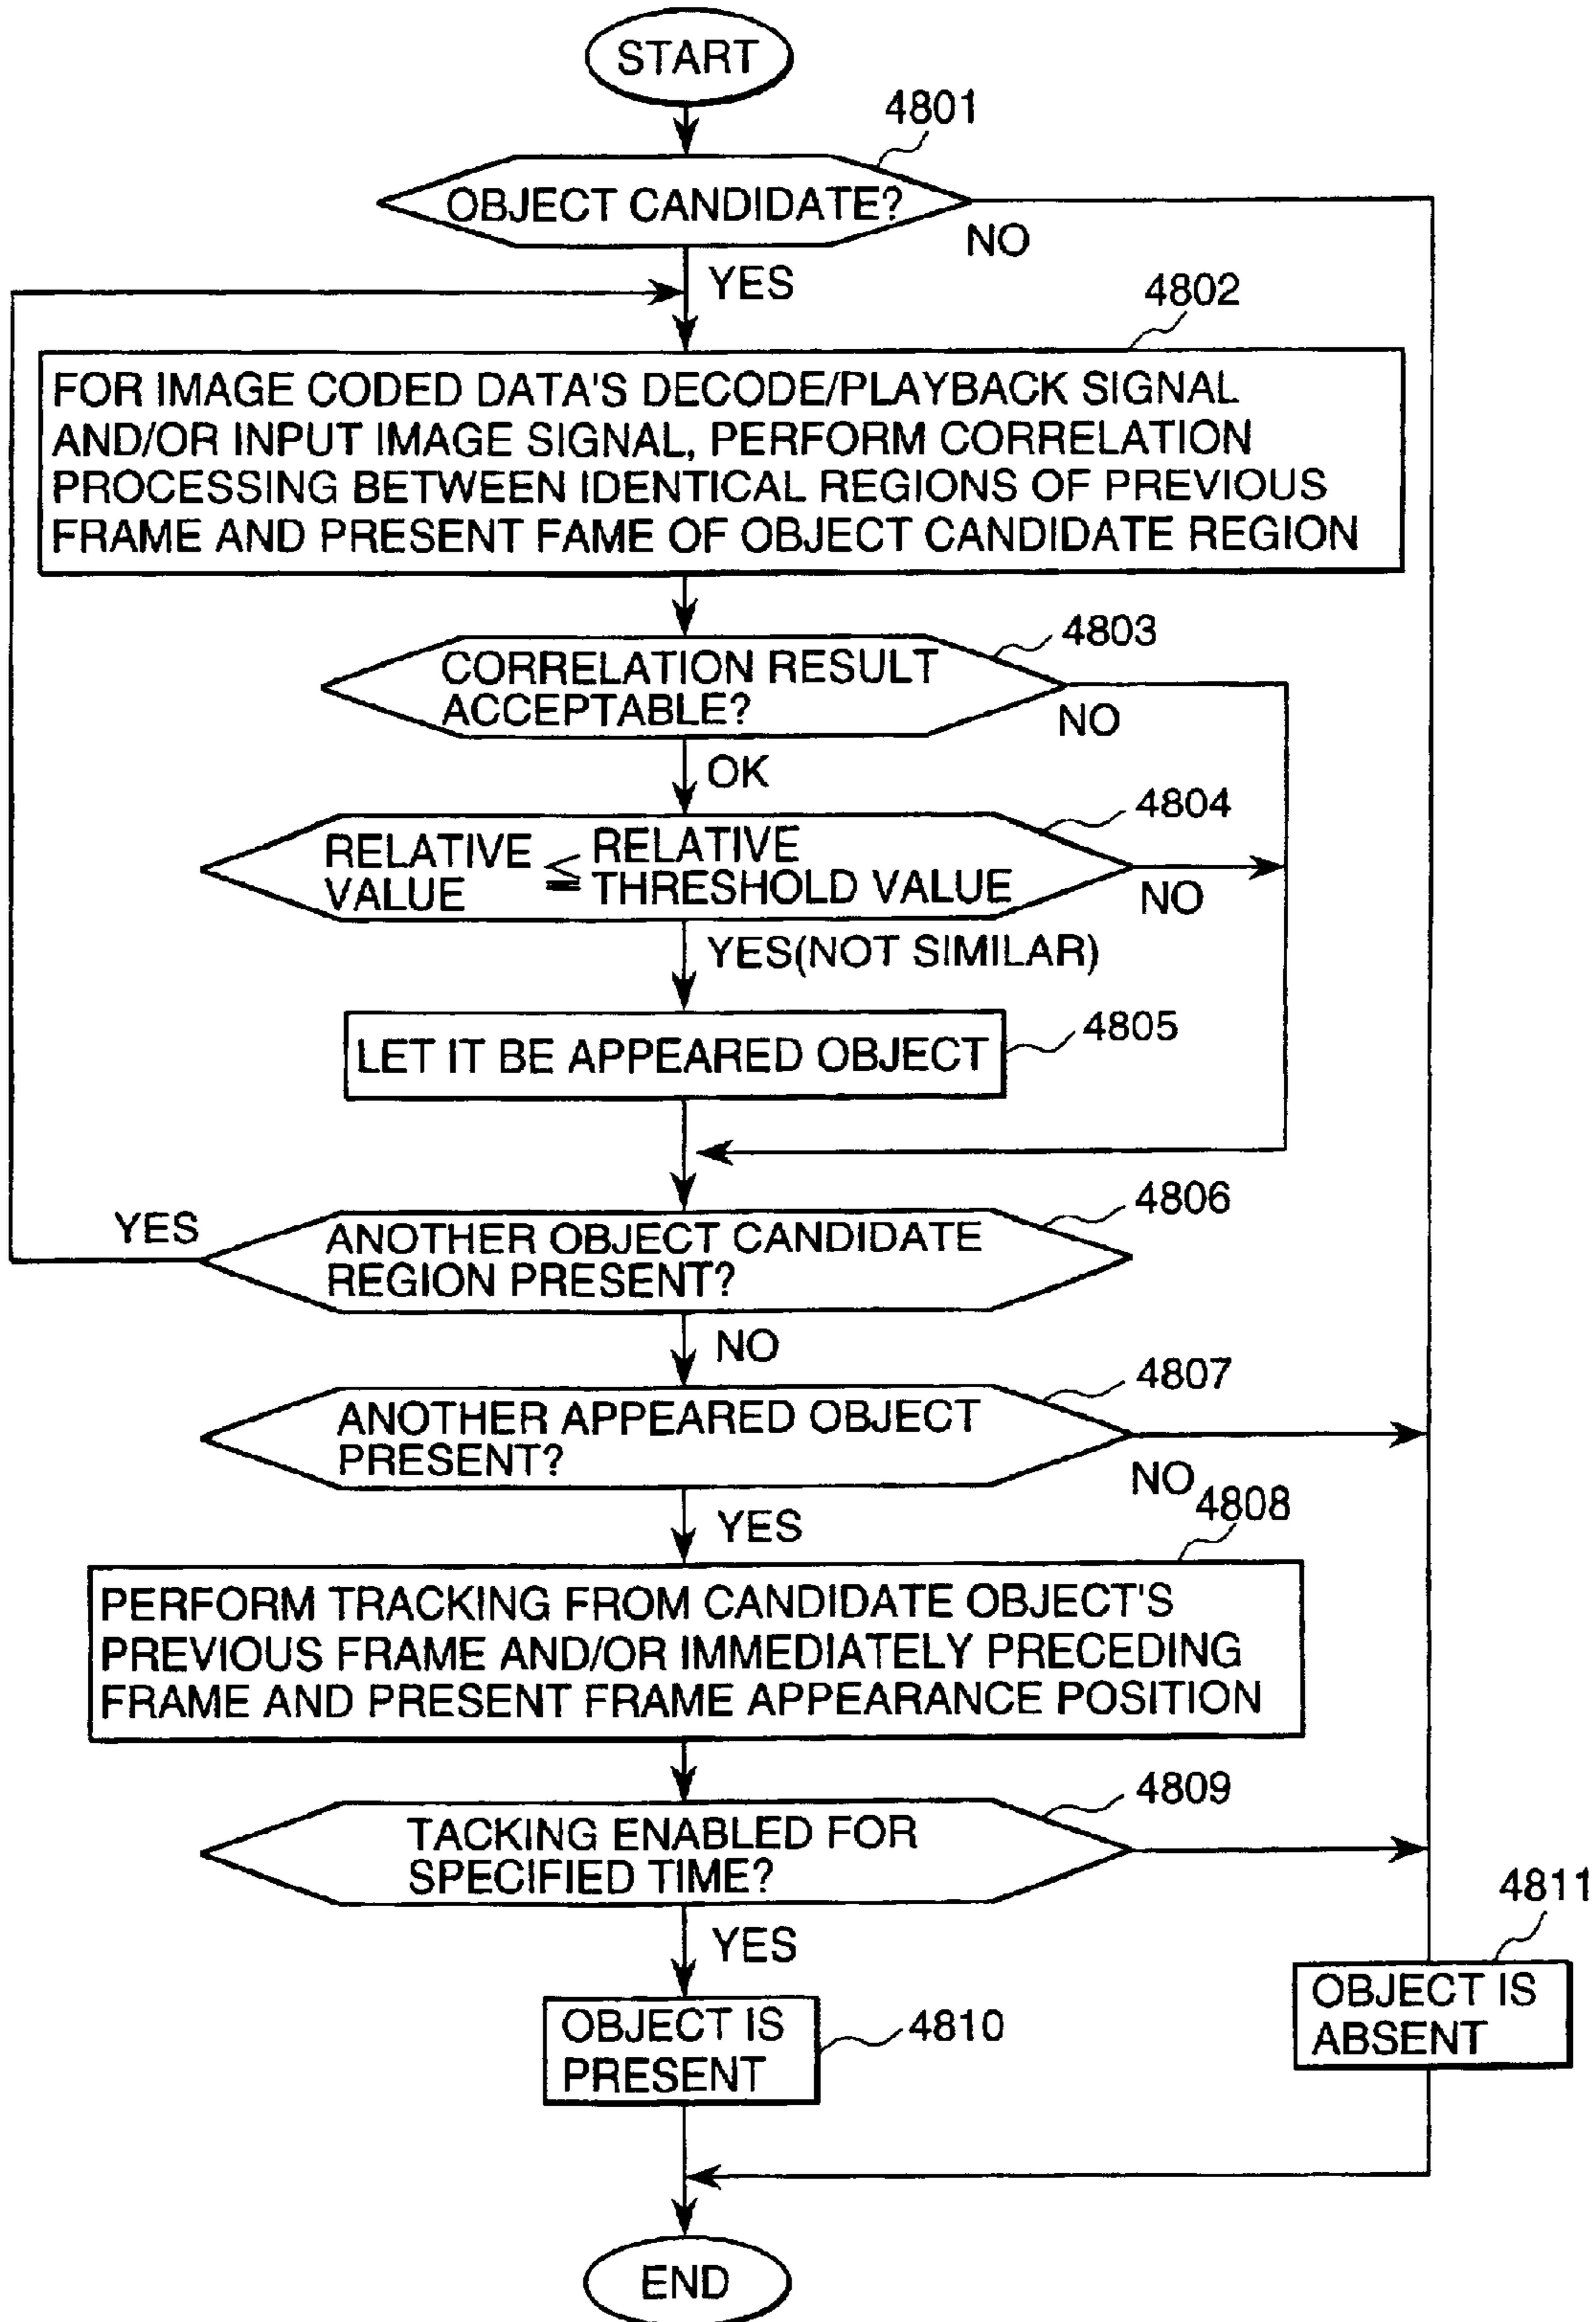 START
4801
OBJECT CANDIDATE?
NO
YES
4802
FOR IMAGE CODED DATA'S DECODE/PLAYBACK SIGNAL
AND/OR INPUT IMAGE SIGNAL, PERFORM CORRELATION
PROCESSING BETWEEN IDENTICAL REGIONS OF PREVIOUS
FRAME AND PRESENT FAME OF OBJECT CANDIDATE REGION
4803
CORRELATION RESULT
ACCEPTABLE?
NO
OK
4804
RELATIVE ≦ RELATIVE
VALUE THRESHOLD VALUE
NO
YES(NOT SIMILAR)
4805
LET IT BE APPEARED OBJECT
4806
YES
ANOTHER OBJECT CANDIDATE
REGION PRESENT?
NO
4807
ANOTHER APPEARED OBJECT
PRESENT?
NO
4808
YES
PERFORM TRACKING FROM CANDIDATE OBJECT'S
PREVIOUS FRAME AND/OR IMMEDIATELY PRECEDING
FRAME AND PRESENT FRAME APPEARANCE POSITION
4809
TACKING ENABLED FOR
SPECIFIED TIME?
4811
YES
OBJECT IS
ABSENT
OBJECT IS
PRESENT
4810
END